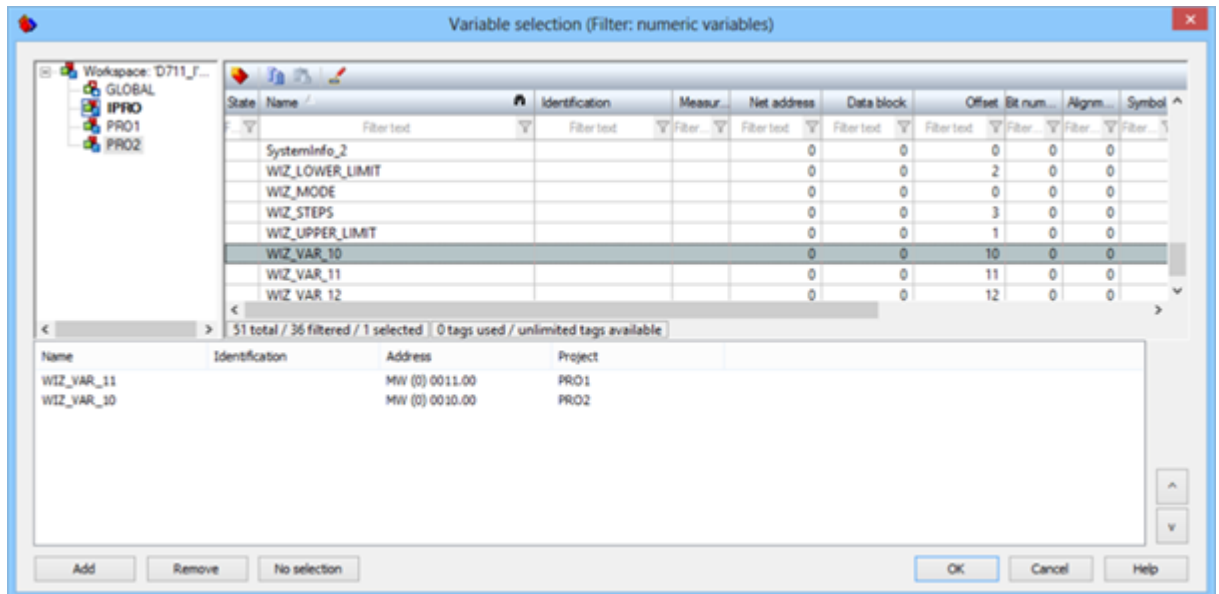 Variable selection (Filter: numeric variables)
Workspace: 'D711_I'...
GLOBAL
IPRO
PRO1
PRO2
State Name Identification Measur... Net address Data block Offset Bit num... Alignm... Symbol
F... Filter text Filter text Filter... Filter text Filter text Filter text Filter... Filter... Filter...
SystemInfo_2 0 0 0 0 0
WIZ_LOWER_LIMIT 0 0 2 0 0
WIZ_MODE 0 0 0 0 0
WIZ_STEPS 0 0 3 0 0
WIZ_UPPER_LIMIT 0 0 1 0 0
WIZ_VAR_10 0 0 10 0 0
WIZ_VAR_11 0 0 11 0 0
WIZ_VAR_12 0 0 12 0 0
51 total / 36 filtered / 1 selected 0 tags used / unlimited tags available
Name Identification Address Project
WIZ_VAR_11 MW (0) 0011.00 PRO1
WIZ_VAR_10 MW (0) 0010.00 PRO2
Add Remove No selection OK Cancel Help